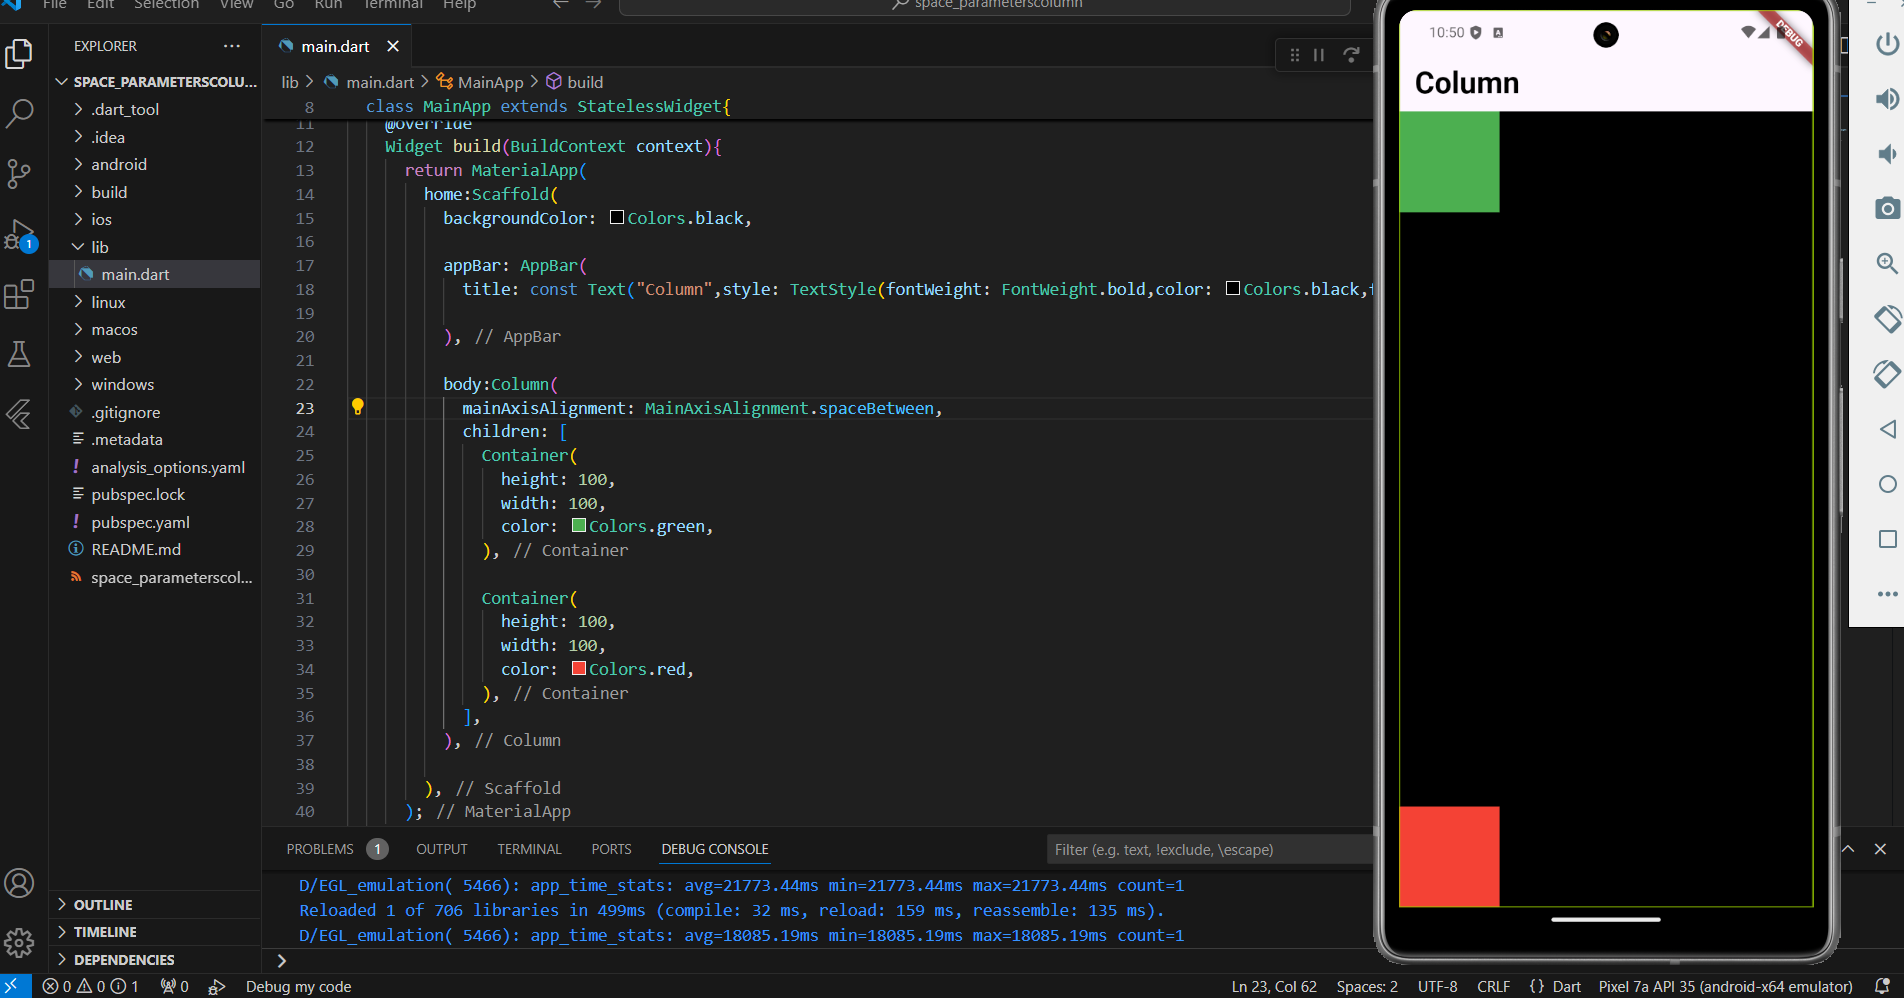 File Edit Selection View Go Run Terminal Help
space_parameterscolumn
EXPLORER
SPACE_PARAMETERSCOLU...
.dart_tool
.idea
android
build
ios
lib
main.dart
linux
macos
web
windows
.gitignore
.metadata
! analysis_options.yaml
pubspec.lock
! pubspec.yaml
README.md
space_parameterscol...
OUTLINE
TIMELINE
DEPENDENCIES
1
main.dart
lib > main.dart > MainApp > build
8 class MainApp extends StatelessWidget{
11 @override
12 Widget build(BuildContext context){
13 return MaterialApp(
14 home:Scaffold(
15 backgroundColor: Colors.black,
16
17 appBar: AppBar(
18 title: const Text("Column",style: TextStyle(fontWeight: FontWeight.bold,color: Colors.black,
19
20 ), // AppBar
21
22 body:Column(
23 mainAxisAlignment: MainAxisAlignment.spaceBetween,
24 children: [
25 Container(
26 height: 100,
27 width: 100,
28 color: Colors.green,
29 ), // Container
30
31 Container(
32 height: 100,
33 width: 100,
34 color: Colors.red,
35 ), // Container
36 ],
37 ), // Column
38
39 ), // Scaffold
40 ); // MaterialApp
PROBLEMS 1 OUTPUT TERMINAL PORTS DEBUG CONSOLE
Filter (e.g. text, !exclude, \escape)
D/EGL_emulation( 5466): app_time_stats: avg=21773.44ms min=21773.44ms max=21773.44ms count=1
Reloaded 1 of 706 libraries in 499ms (compile: 32 ms, reload: 159 ms, reassemble: 135 ms).
D/EGL_emulation( 5466): app_time_stats: avg=18085.19ms min=18085.19ms max=18085.19ms count=1
>
0 0 1 0 Debug my code
Ln 23, Col 62 Spaces: 2 UTF-8 CRLF {} Dart Pixel 7a API 35 (android-x64 emulator)
10:50
A
DEBUG
Column